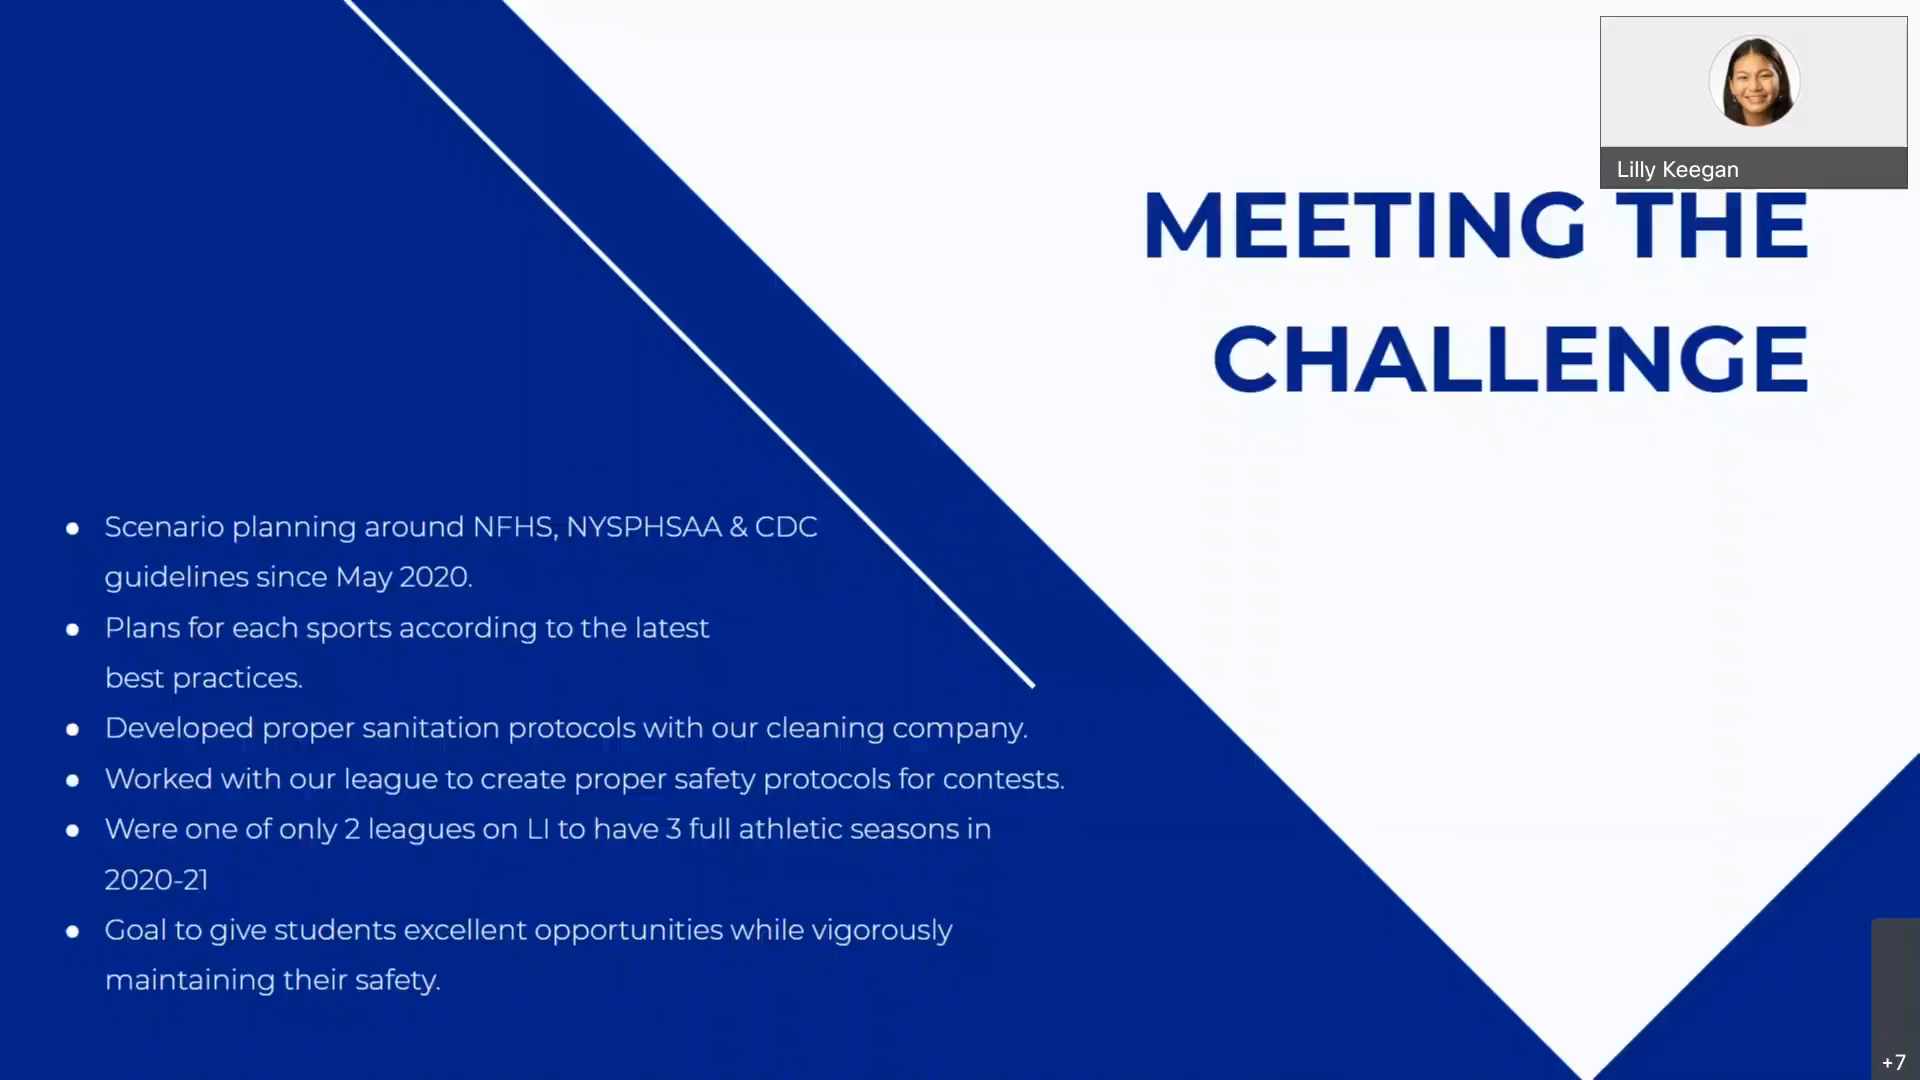 Lilly Keegan
MEETING THE
CHALLENGE
● Scenario planning around NFHS, NYSPHSAA & CDC
guidelines since May 2020.
● Plans for each sports according to the latest
best practices.
● Developed proper sanitation protocols with our cleaning company.
● Worked with our league to create proper safety protocols for contests.
● Were one of only 2 leagues on LI to have 3 full athletic seasons in
2020-21
● Goal to give students excellent opportunities while vigorously
maintaining their safety.
+7